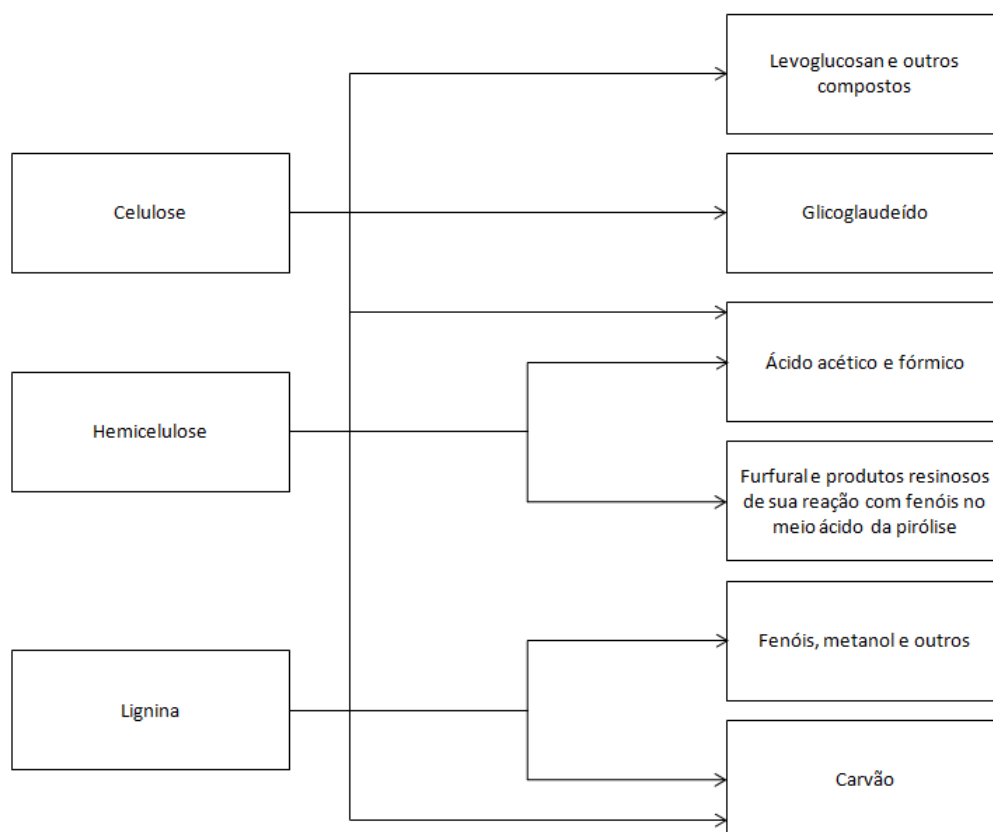 Levoglucosan e outros
compostos
Celulose
Glicoglaudeído
Ácido acético e fórmico
Hemicelulose
Furfural e produtos resinosos
de sua reação com fenóis no
meio ácido da pirólise
Fenóis, metanol e outros
Lignina
Carvão